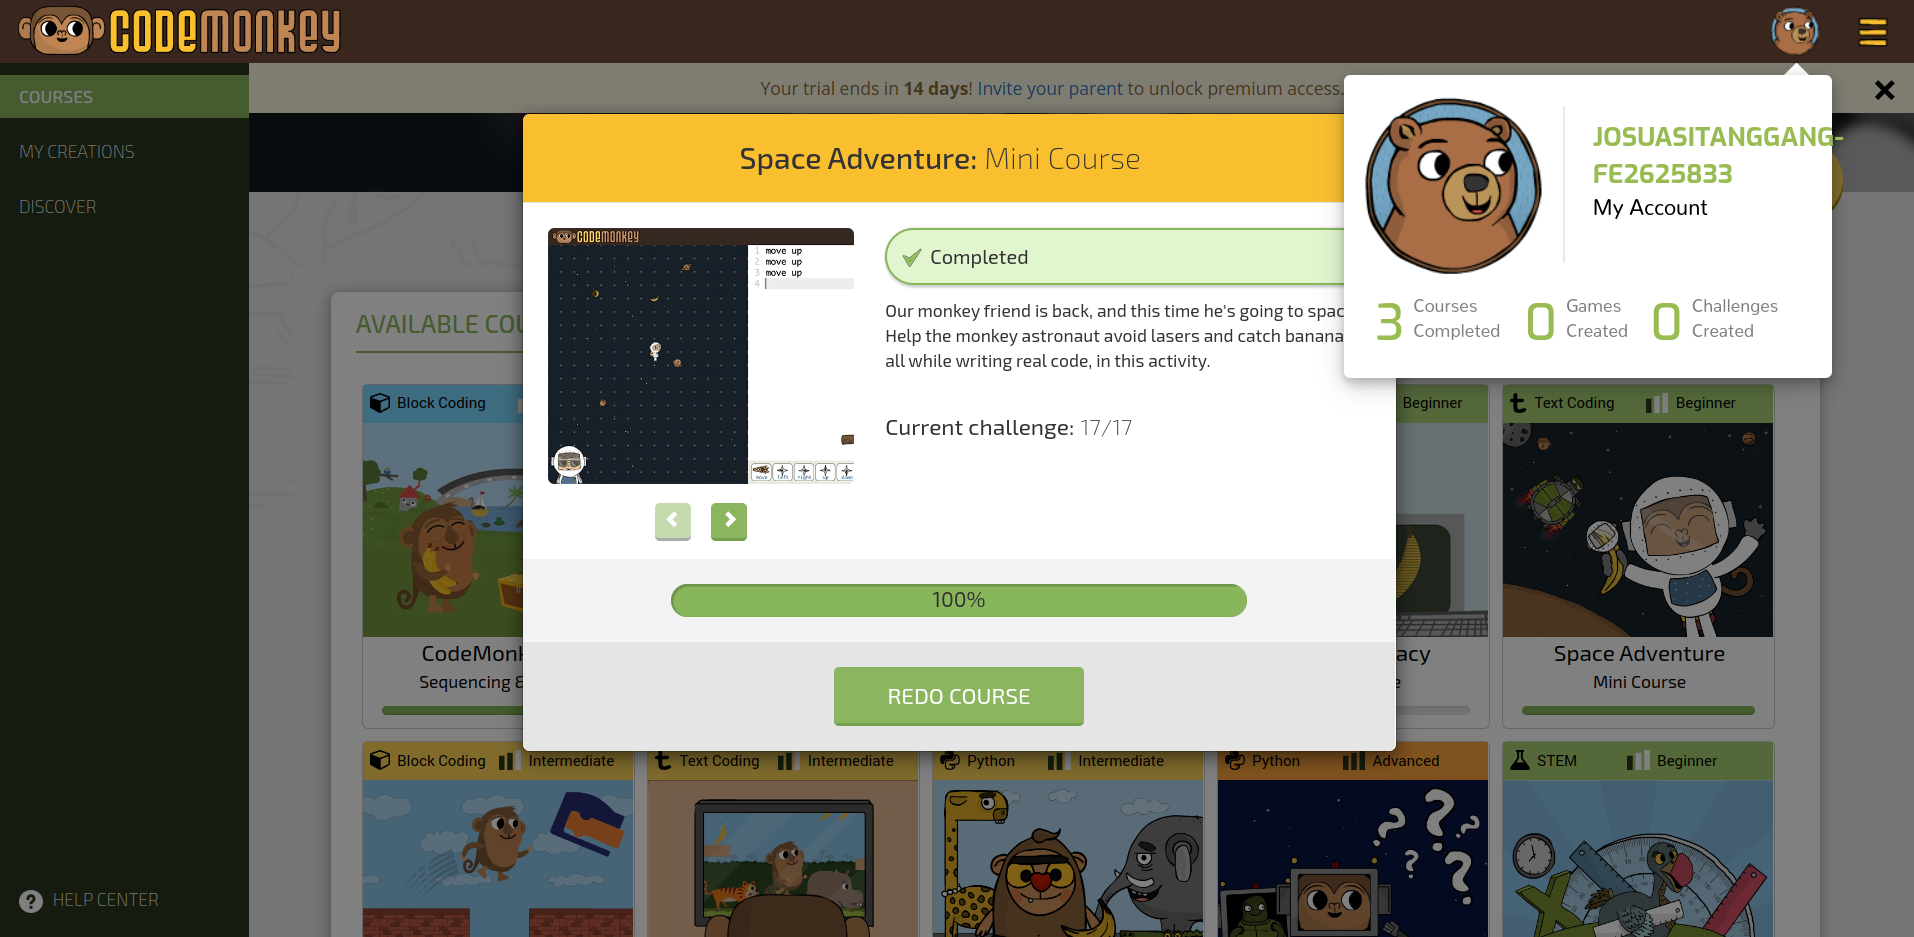 CODEMONKEY
COURSES
MY CREATIONS
DISCOVER
HELP CENTER
Your trial ends in 14 days! Invite your parent to unlock premium access.
JOSUASITANGGANG-
FE2625833
My Account
3 Courses Completed
0 Games Created
0 Challenges Created
Space Adventure: Mini Course
CODEMONKEY
1 move up
2 move up
3 move up
4
move left right up down
Completed
Our monkey friend is back, and this time he's going to spac
Help the monkey astronaut avoid lasers and catch banana
all while writing real code, in this activity.
Current challenge: 17/17
100%
REDO COURSE
AVAILABLE COU
Block Coding
Beginner
Text Coding Beginner
CodeMonk
Sequencing &
acy
Space Adventure
Mini Course
Block Coding Intermediate
Text Coding Intermediate
Python Intermediate
Python Advanced
STEM Beginner